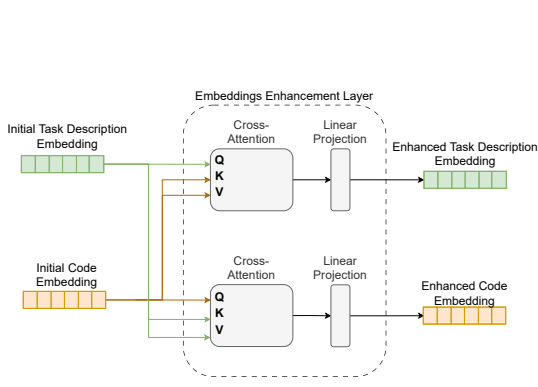 Embeddings Enhancement Layer
Initial Task Description
Embedding
Cross-
Attention
Linear
Projection
Enhanced Task Description
Embedding
Q
K
V
Initial Code
Embedding
Cross-
Attention
Linear
Projection
Enhanced Code
Embedding
Q
K
V